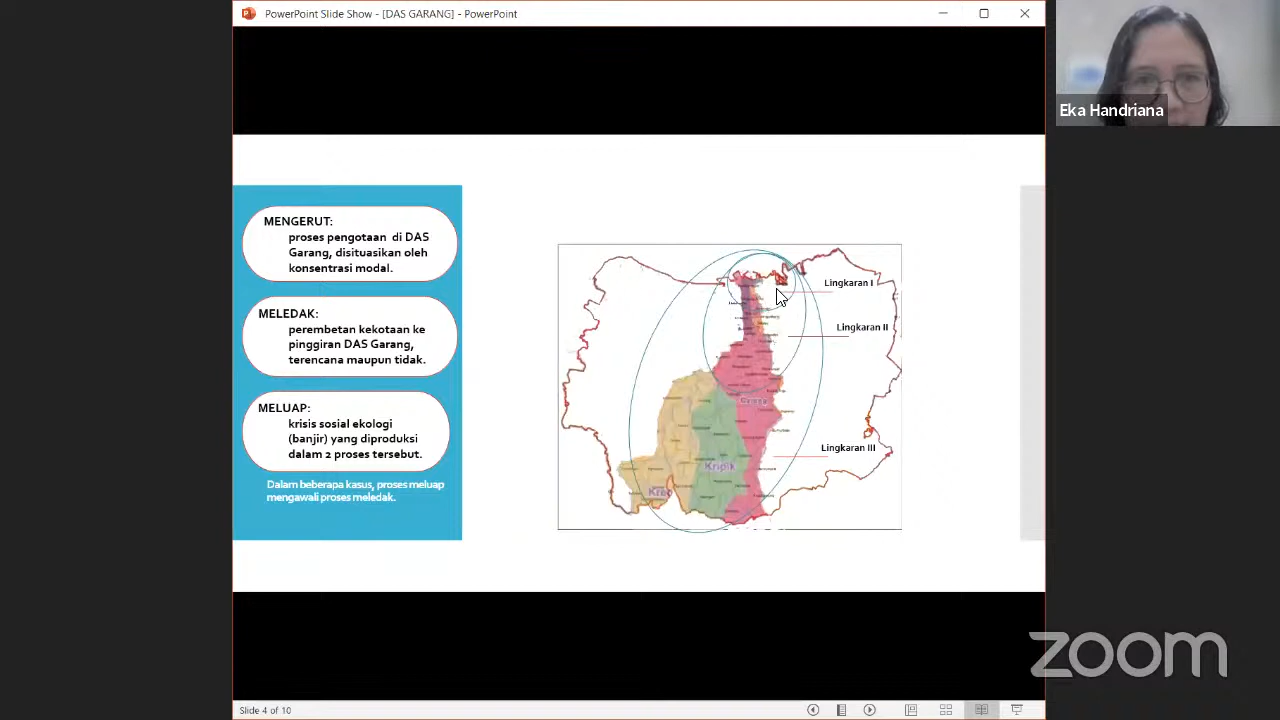 PowerPoint Slide Show - [DAS GARANG] - PowerPoint
Eka Handriana
MENGERUT:
proses pengotaan di DAS
Garang, disituasikan oleh
konsentrasi modal.
MELEDAK:
perembetan kekotaan ke
pinggiran DAS Garang,
terencana maupun tidak.
MELUAP:
krisis sosial ekologi
(banjir) yang diproduksi
dalam 2 proses tersebut.
Dalam beberapa kasus, proses meluap
mengawali proses meledak.
Lingkaran I
Lingkaran II
Garang
Lingkaran III
Kripik
Kreo
zoom
Slide 4 of 10